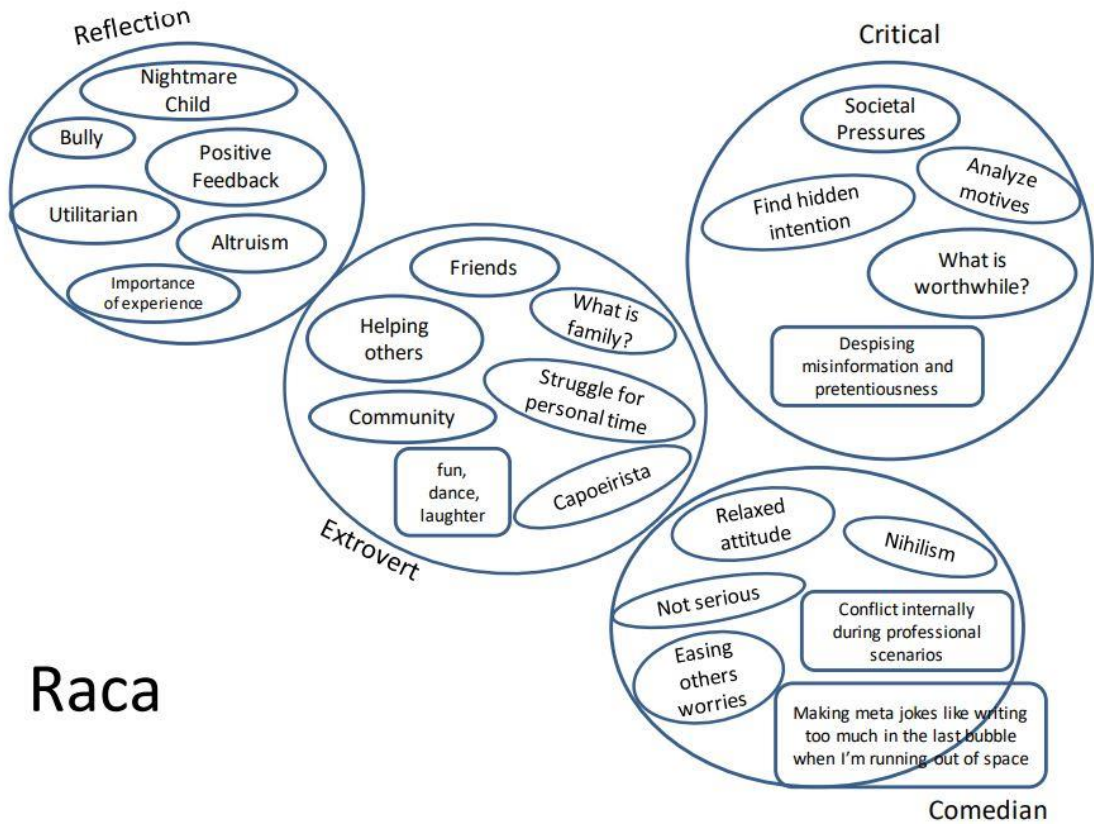 Reflection
Nightmare
Child
Bully
Positive
Feedback
Utilitarian
Altruism
Importance
of experience
Extrovert
Friends
What is
family?
Helping
others
Struggle for
personal time
Community
fun,
dance,
laughter
Capoeirista
Critical
Societal
Pressures
Analyze
motives
Find hidden
intention
What is
worthwhile?
Despising
misinformation and
pretentiousness
Relaxed
attitude
Nihilism
Not serious
Conflict internally
during professional
scenarios
Easing
others
worries
Making meta jokes like writing
too much in the last bubble
when I'm running out of space
Comedian
Raca